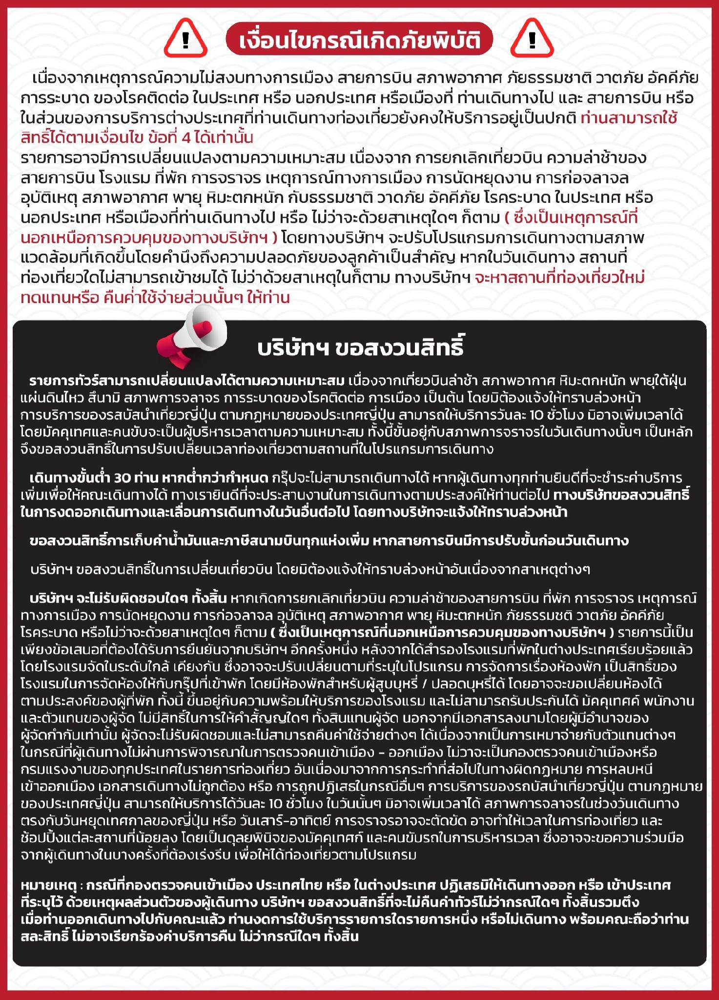 เงื่อนไขกรณีเกิดภัยพิบัติ
เนื่องจากเหตุการณ์ความไม่สงบทางการเมือง สายการบิน สภาพอากาศ ภัยธรรมชาติ วาตภัย อัคคีภัย
การระบาด ของโรคติดต่อ ในประเทศ หรือ นอกประเทศ หรือเมืองที่ ท่านเดินทางไป และ สายการบิน หรือ
ในส่วนของการบริการต่างประเทศที่ท่านเดินทางท่องเที่ยวยังคงให้บริการอยู่เป็นปกติ ท่านสามารถใช้
สิทธิ์ได้ตามเงื่อนไข ข้อที่ 4 ได้เท่านั้น
รายการอาจมีการเปลี่ยนแปลงตามความเหมาะสม เนื่องจาก การยกเลิกเที่ยวบิน ความล่าช้าของ
สายการบิน โรงแรม ที่พัก การจราจร เหตุการณ์ทางการเมือง การนัดหยุดงาน การก่อจลาจล
อุบัติเหตุ สภาพอากาศ พายุ หิมะตกหนัก กับธรรมชาติ วาดภัย อัคคีภัย โรคระบาด ในประเทศ หรือ
นอกประเทศ หรือเมืองที่ท่านเดินทางไป หรือ ไม่ว่าจะด้วยสาเหตุใดๆ ก็ตาม ( ซึ่งเป็นเหตุการณ์ที่
นอกเหนือการควบคุมของทางบริษัทฯ ) โดยทางบริษัทฯ จะปรับโปรแกรมการเดินทางตามสภาพ
แวดล้อมที่เกิดขึ้นโดยคำนึงถึงความปลอดภัยของลูกค้าเป็นสำคัญ หากในวันเดินทาง สถานที่
ท่องเที่ยวใดไม่สามารถเข้าชมได้ ไม่ว่าด้วยสาเหตุในก็ตาม ทางบริษัทฯ จะหาสถานที่ท่องเที่ยวใหม่
ทดแทนหรือ คืนค่ำใช้จ่ายส่วนนั้นๆ ให้ท่าน
บริษัทฯ ขอสงวนสิทธิ์
รายการทัวร์สามารถเปลี่ยนแปลงได้ตามความเหมาะสม เนื่องจากเที่ยวบินล่าช้า สภาพอากาศ หิมะตกหนัก พายุใต้ฝุ่น
แผ่นดินไหว สึนามิ สภาพการจลาจร การระบาดของโรคติดต่อ การเมือง เป็นต้น โดยมิต้องแจ้งให้ทราบล่วงหน้า
การบริการของรสบัสนำเที่ยวญี่ปุ่น ตามกฏหมายของประเทศญี่ปุ่น สามารถให้บริการวันละ 10 ชั่วโมง มิอาจเพิ่มเวลาได้
โดยมัคคุเทศและคนขับจะเป็นผู้บริหารเวลาตามความเหมาะสม ทั้งนี้ขั้นอยู่กับสภาพการจราจรในวันเดินทางนั้นๆ เป็นหลัก
จึงขอสงวนสิทธิ์ในการปรับเปลี่ยนเวลาท่องเที่ยวตามสถานที่ในโปรแกรมการเดินทาง
เดินทางขั้นต่ำ 30 ท่าน หากต่ำกว่ากำหนด กรุ๊ปจะไม่สามารถเดินทางได้ หากผู้เดินทางทุกท่านยินดีที่จะชำระค่าบริการ
เพิ่มเพื่อให้คณะเดินทางได้ ทางเรายินดีที่จะประสานงานในการเดินทางตามประสงค์ให้ท่านต่อไป ทางบริษัทขอสงวนสิทธิ์
ในการงดออกเดินทางและเลื่อนการเดินทางในวันอื่นต่อไป โดยทางบริษัทจะแจ้งให้ทราบล่วงหน้า
ขอสงวนสิทธิ์การเก็บค่าน้ำมันและภาษีสนามบินทุกแห่งเพิ่ม หากสายการบินมีการปรับขั้นก่อนวันเดินทาง
บริษัทฯ ขอสงวนสิทธิ์ในการเปลี่ยนเที่ยวบิน โดยมิต้องแจ้งให้ทราบล่วงหน้าอันเนื่องจากสาเหตุต่างๆ
บริษัทฯ จะไม่รับผิดชอบใดๆ ทั้งสิ้น หากเกิดการยกเลิกเที่ยวบิน ความล่าช้าของสายการบิน ที่พัก การจราจร เหตุการณ์
ทางการเมือง การนัดหยุดงาน การก่อจลาจล อุบัติเหตุ สภาพอากาศ พายุ หิมะตกหนัก ภัยธรรมชติ วาตภัย อัคคีภัย
โรคระบาด หรือไม่ว่าจะด้วยสาเหตุใดๆ ก็ตาม ( ซึ่งเป็นเหตุการณ์ที่นอกเหนือการควบคุมของทางบริษัทฯ ) รายการนี้เป็น
เพียงข้อเสนอที่ต้องได้รับการยืนยันจากบริษัทฯ อีกครั้งหนึ่ง หลังจากได้สำรองโรงแรมที่พักในต่างประเทศเรียบร้อยแล้ว
โดยโรงแรมจัดในระดับใกล้ เคียงกัน ซึ่งอาจจะปรับเปลี่ยนตามที่ระบุในโปรแกรม การจัดการเรื่องห้องพัก เป็นสิทธิ์ของ
โรงแรมในการจัดห้องให้กับกรุ๊ปที่เข้าพัก โดยมีห้องพักสำหรับผู้สูบบุหรี่ / ปลอดบุหรี่ได้ โดยอาจจะขอเปลี่ยนห้องได้
ตามประสงค์ของผู้ที่พัก ทั้งนี้ ขึ้นอยู่กับความพร้อมให้บริการของโรงแรม และไม่สามารถรับประกันได้ มัคคุเทศค์ พนักงาน
และตัวแทนของผู้จัด ไม่มีสิทธิ์ในการให้คำสั้ญญใดๆ ทั้งสินแทนผู้จัด นอกจากมีเอกสารลงนามโดยผู้มีอำนาจของ
ผู้จัดกำกับเท่านั้น ผู้จัดจะไม่รับผิดชอบและไม่สามารถคืนค่าใช้จ่ายต่างๆ ได้เนื่องจากเป็นการเหมาจ่ายกับตัวแทนต่างๆ
ในกรณีที่ผู้เดินทางไม่ผ่านการพิจารณาในการตรวจคนเข้าเมือง - ออกเมือง ไม่วาจะเป็นกองตรวจคนเข้าเมืองหรือ
กรมแรงงานของทุกประเทศในรายการท่องเที่ยว อันเนื่องมาจากการกระทำที่ส่อไปในทางผิดกฏหมาย การหลบหนี
เข้าออกเมือง เอกสารเดินทางไม่ถูกต้อง หรือ การถูกปฏิเสธในกรณีอื่นๆ การบริการของรถบัสนำเที่ยวญี่ปุ่น ตามกฏหมาย
ของประเทศญี่ปุ่น สามารถให้บริการได้วันละ 10 ชั่วโมง ในวันนั้นๆ มิอาจเพิ่มเวลาได้ สภาพการจลาจรในช่วงวันเดินทาง
ตรงกับวันหยุดเทศกาลของญี่ปุ่น หรือ วันเสาร์-อาทิตย์ การจราจรอาจจะตัดขัด อาจทำให้เวลาในการท่องเที่ยว และ
ช้อปปิ้งแต่ละสถานที่น้อยลง โดยเป็นดุลยพินิจของมัคคุเทศก์ และคนขับรถในการบริหารเวลา ซึ่งอาจจะขอความร่วมมือ
จากผู้เดินทางในบางครั้งที่ต้องเร่งรีบ เพื่อให้ได้ท่องเที่ยวตามโปรแกรม
หมายเหตุ : กรณีที่กองตรวจคนเข้าเมือง ประเทศไทย หรือ ในต่างประเทศ ปฏิเสธมิให้เดินทางออก หรือ เข้าประเทศ
ที่ระบุไว้ ด้วยเหตุผลส่วนตัวของผู้เดินทาง บริษัทฯ ขอสงวนสิทธิ์ที่จะไม่คืนค่าทัวร์ไม่ว่ากรณ์ใดๆ ทั้งสิ้นรวมตึง
เมื่อท่านออกเดินทางไปกับคณะแล้ว ท่านงดการใช้บริการรายการใดรายการหนึ่ง หรือไม่เดินทาง พร้อมคณะถือว่าท่าน
สละสิทธิ์ ไม่อาจเรียกร้องค่าบริการคืน ไม่ว่ากรณีใดๆ ทั้งสิ้น